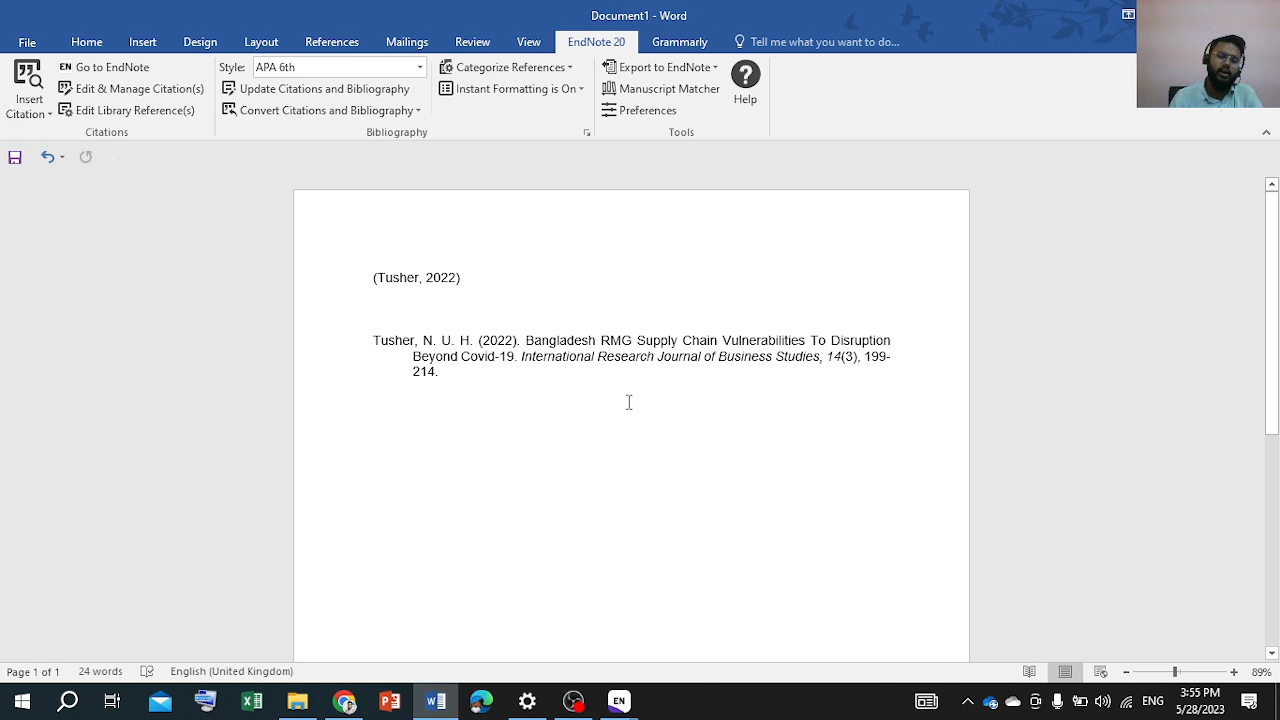 Document1 - Word
File Home Insert Design Layout References Mailings Review View EndNote 20 Grammarly Tell me what you want to do...
Insert Citation
EN Go to EndNote
Edit & Manage Citation(s)
Edit Library Reference(s)
Citations
Style: APA 6th
Update Citations and Bibliography
Convert Citations and Bibliography
Categorize References
Instant Formatting is On
Bibliography
Export to EndNote
Manuscript Matcher
Preferences
Help
Tools
(Tusher, 2022)
Tusher, N. U. H. (2022). Bangladesh RMG Supply Chain Vulnerabilities To Disruption
Beyond Covid-19. International Research Journal of Business Studies, 14(3), 199-
214.
Page 1 of 1 24 words English (United Kingdom) 89%
EN ENG 3:55 PM
5/28/2023